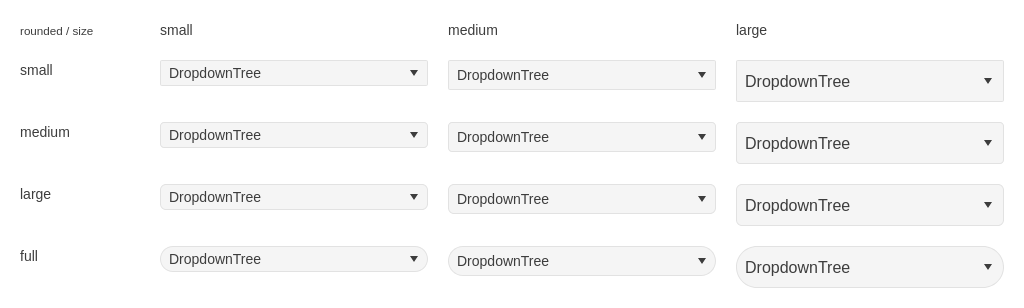 rounded / size small medium large
small DropdownTree DropdownTree DropdownTree
medium DropdownTree DropdownTree DropdownTree
large DropdownTree DropdownTree DropdownTree
full DropdownTree DropdownTree DropdownTree